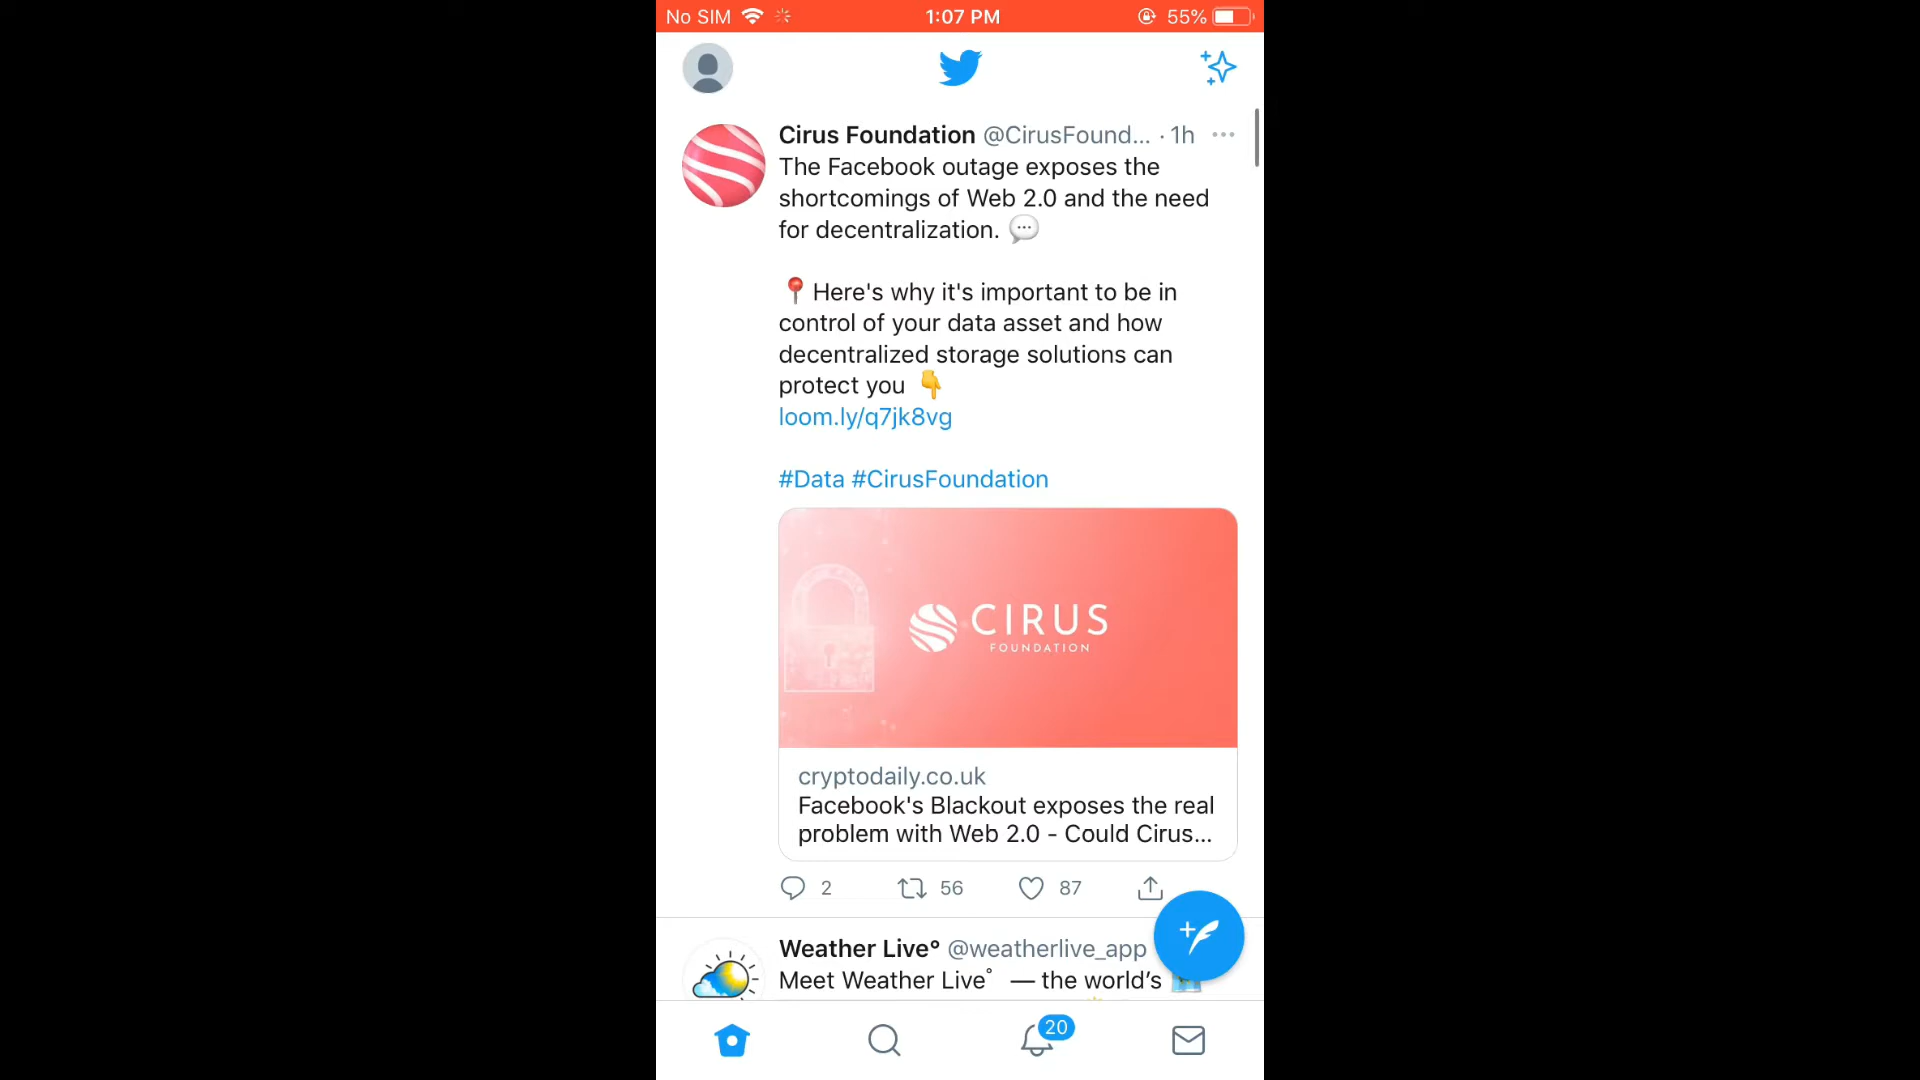 No SIM 1:07 PM 55%
Cirus Foundation @CirusFound... · 1h
The Facebook outage exposes the
shortcomings of Web 2.0 and the need
for decentralization. 💬
📍Here's why it's important to be in
control of your data asset and how
decentralized storage solutions can
protect you 👇
loom.ly/q7jk8vg
#Data #CirusFoundation
CIRUS
FOUNDATION
cryptodaily.co.uk
Facebook's Blackout exposes the real
problem with Web 2.0 - Could Cirus...
2 56 87
Weather Live° @weatherlive_app
Meet Weather Live° — the world's
20